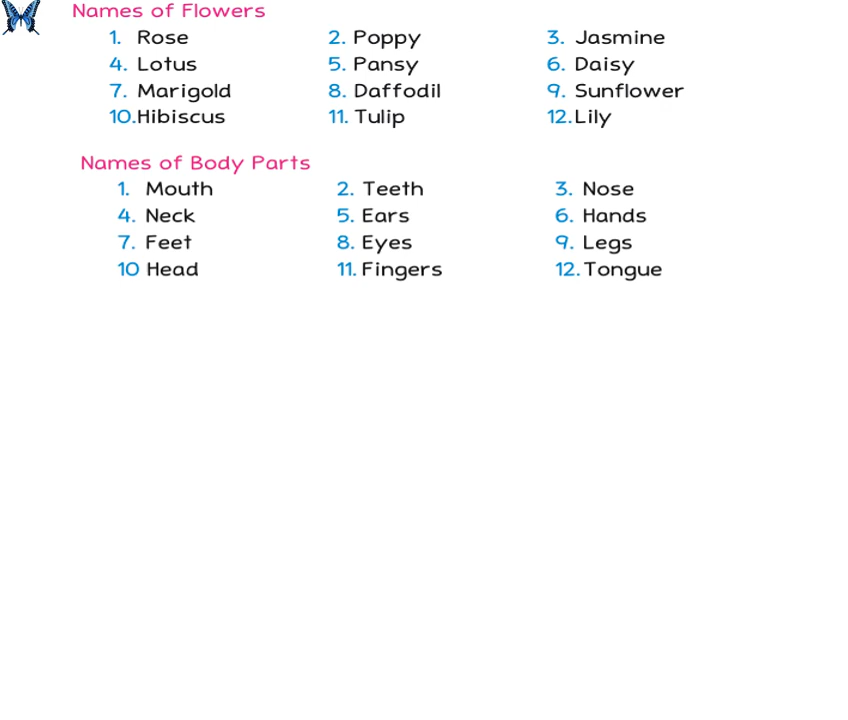 Names of Flowers
1. Rose 2. Poppy 3. Jasmine
4. Lotus 5. Pansy 6. Daisy
7. Marigold 8. Daffodil 9. Sunflower
10.Hibiscus 11. Tulip 12.Lily
Names of Body Parts
1. Mouth 2. Teeth 3. Nose
4. Neck 5. Ears 6. Hands
7. Feet 8. Eyes 9. Legs
10 Head 11. Fingers 12. Tongue